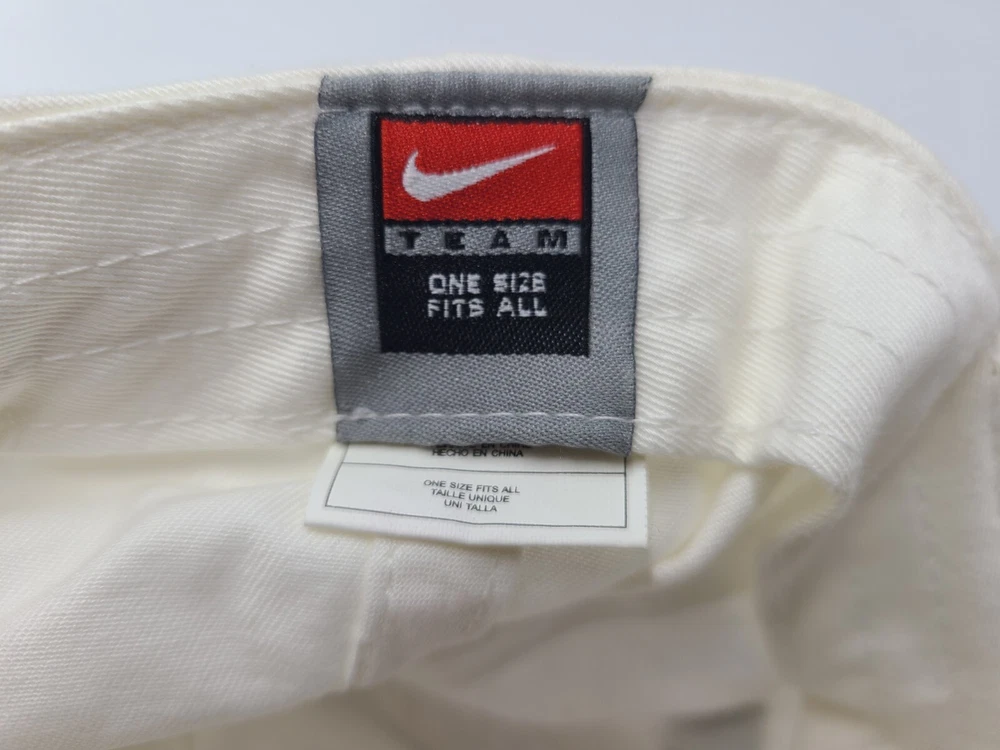 TEAM
ONE SIZE
FITS ALL
HECHO EN CHINA
ONE SIZE FITS ALL
TAILLE UNIQUE
UNI TALLA